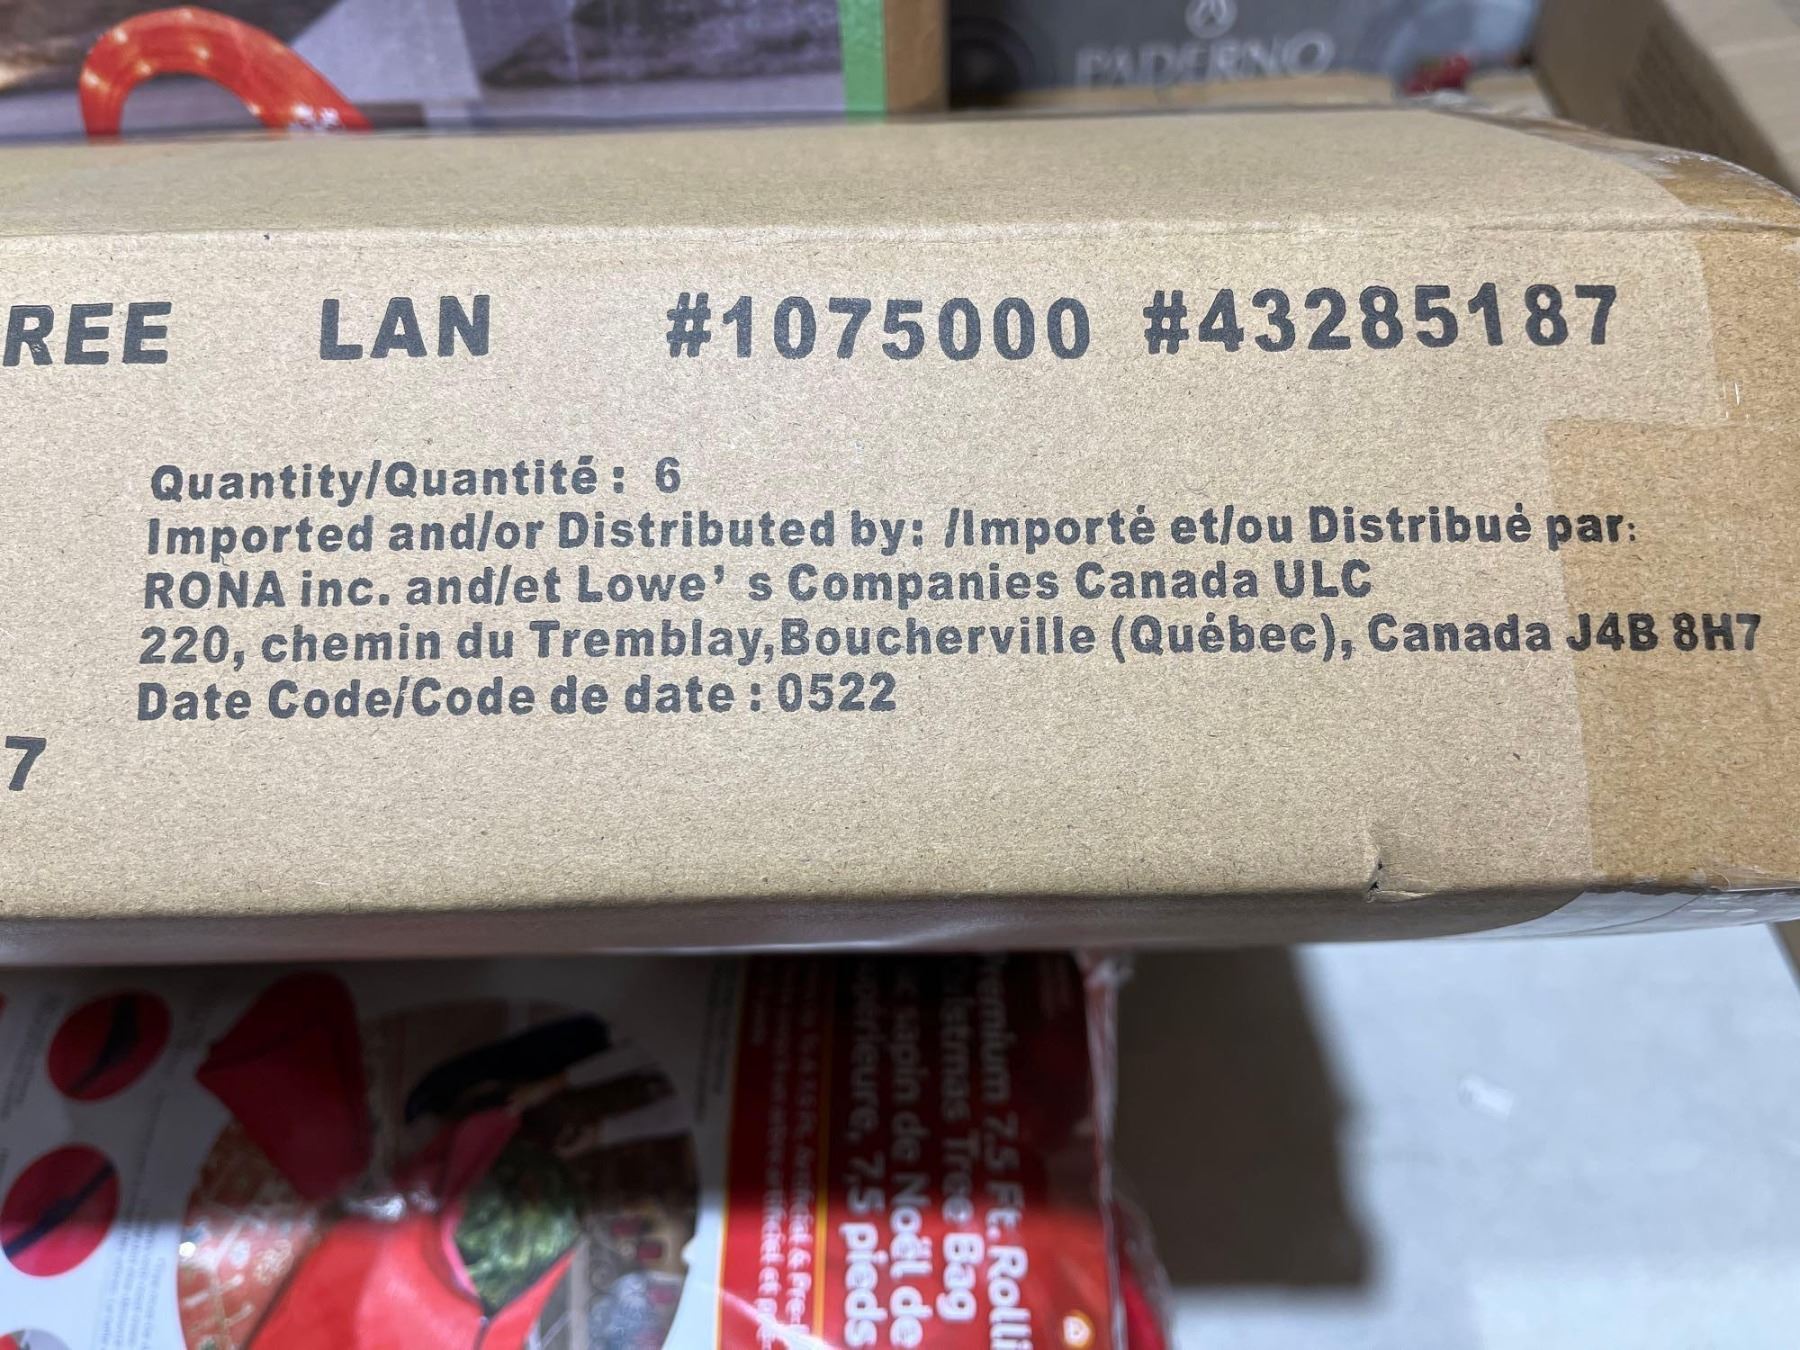 PADERNO
REE LAN #1075000 #43285187
Quantity/Quantité : 6
Imported and/or Distributed by: /Importé et/ou Distribué par:
RONA inc. and/et Lowe’ s Companies Canada ULC
220, chemin du Tremblay,Boucherville (Québec), Canada J4B 8H7
Date Code/Code de date : 0522
7
Premium 7.5 Ft. Rolli
Tree Bag
sapin de Noël de
7,5 pieds